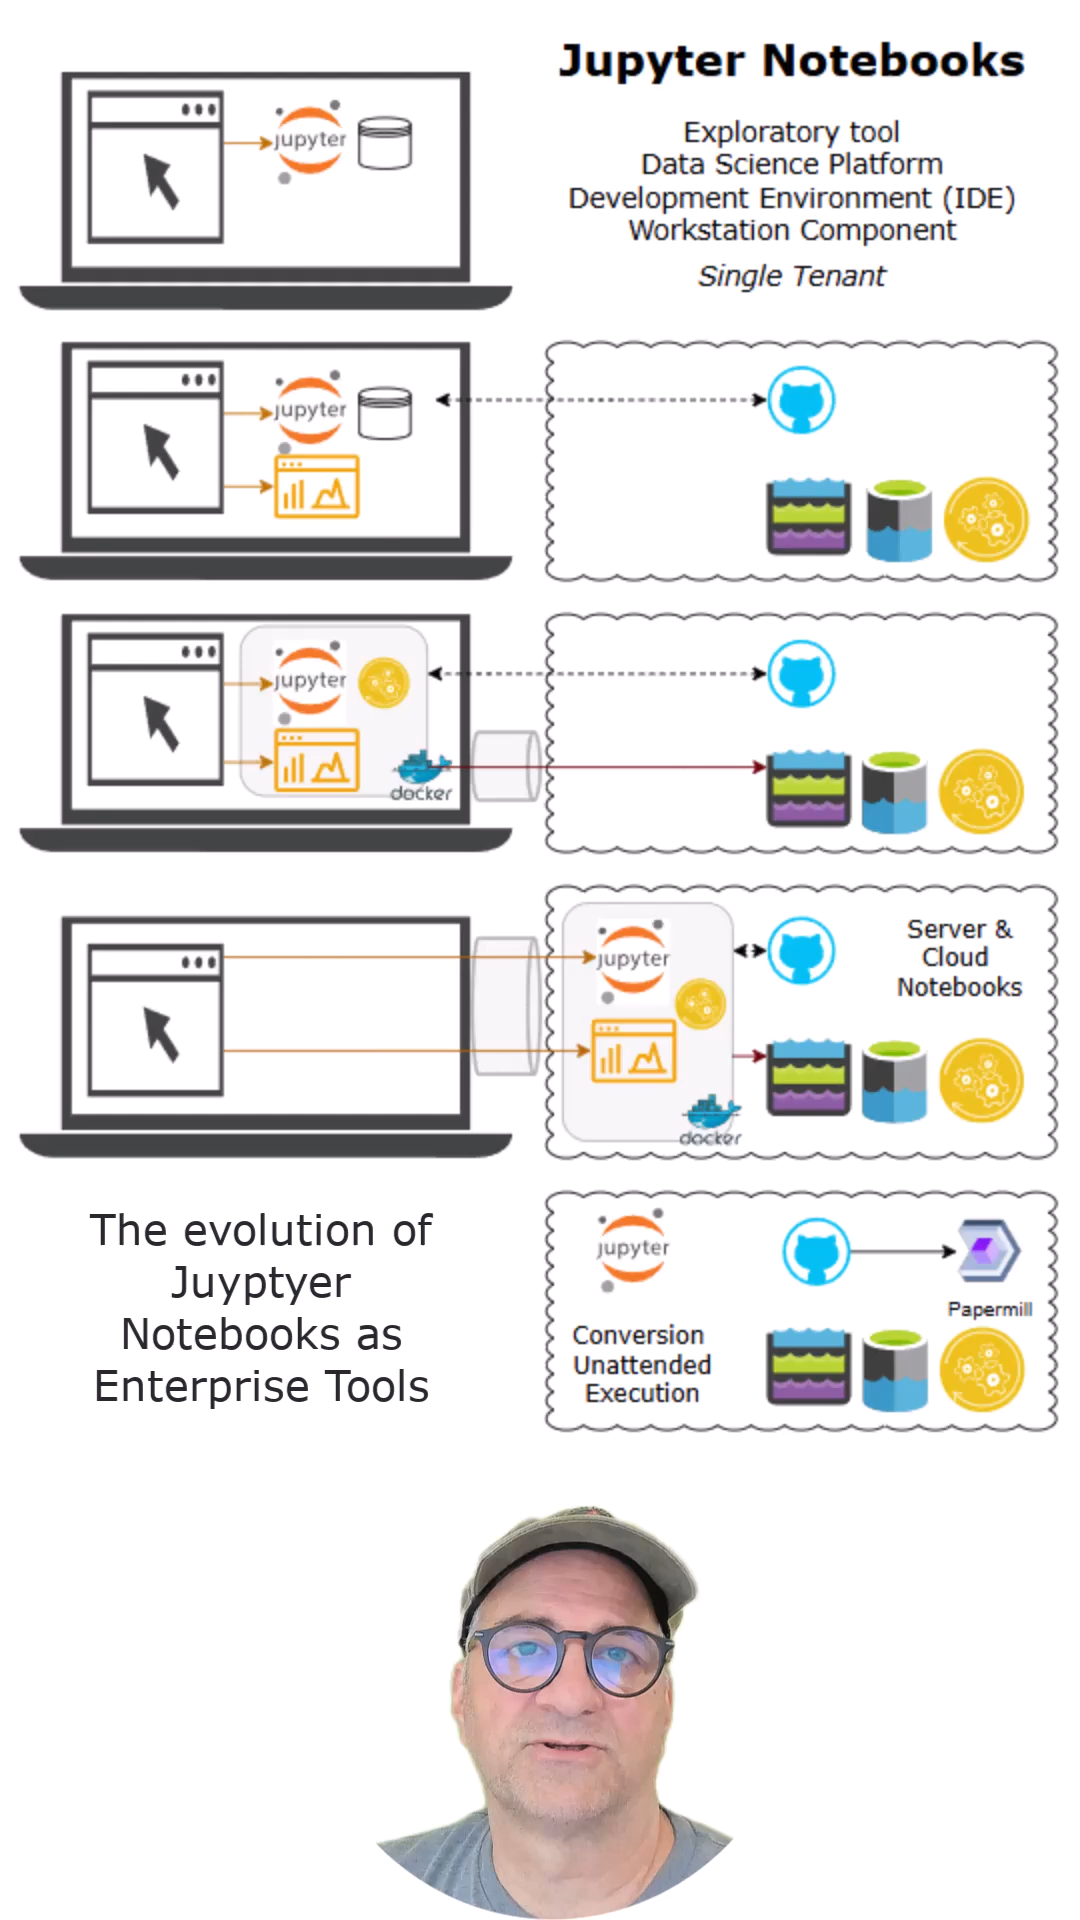 Jupyter Notebooks
Exploratory tool
Data Science Platform
Development Environment (IDE)
Workstation Component
Single Tenant
jupyter
jupyter
jupyter
docker
jupyter
docker
Server &
Cloud
Notebooks
The evolution of
Juyptyer
Notebooks as
Enterprise Tools
jupyter
Papermill
Conversion
Unattended
Execution